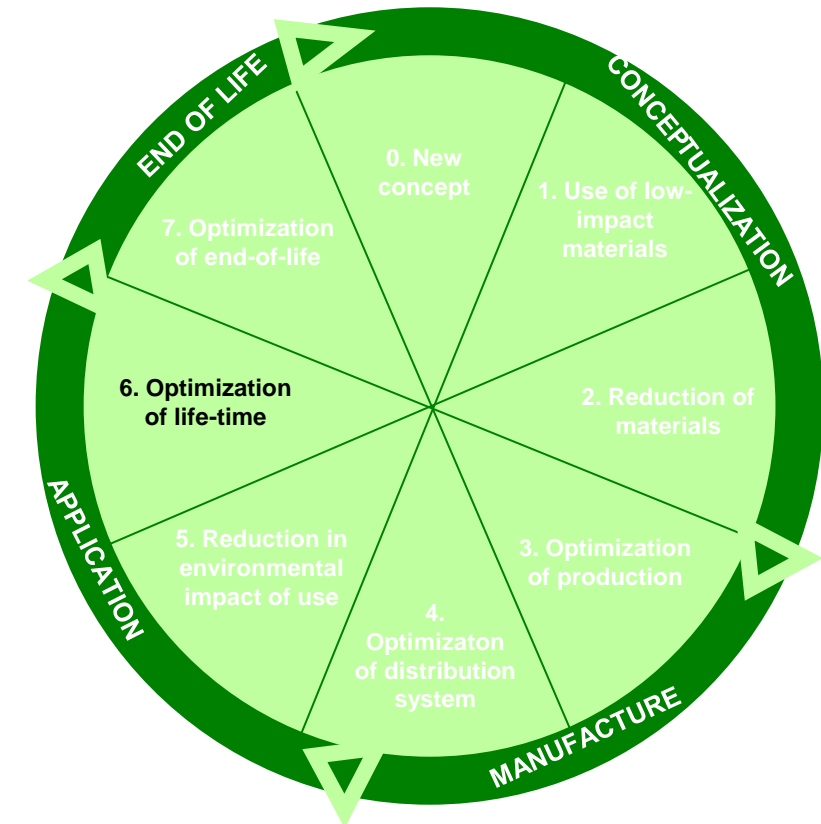 END OF LIFE
CONCEPTUALIZATION
0. New
concept
1. Use of low-
impact
materials
7. Optimization
of end-of-life
6. Optimization
of life-time
2. Reduction of
materials
5. Reduction in
environmental
impact of use
3. Optimization
of production
4.
Optimizaton
of distribution
system
APPLICATION
MANUFACTURE